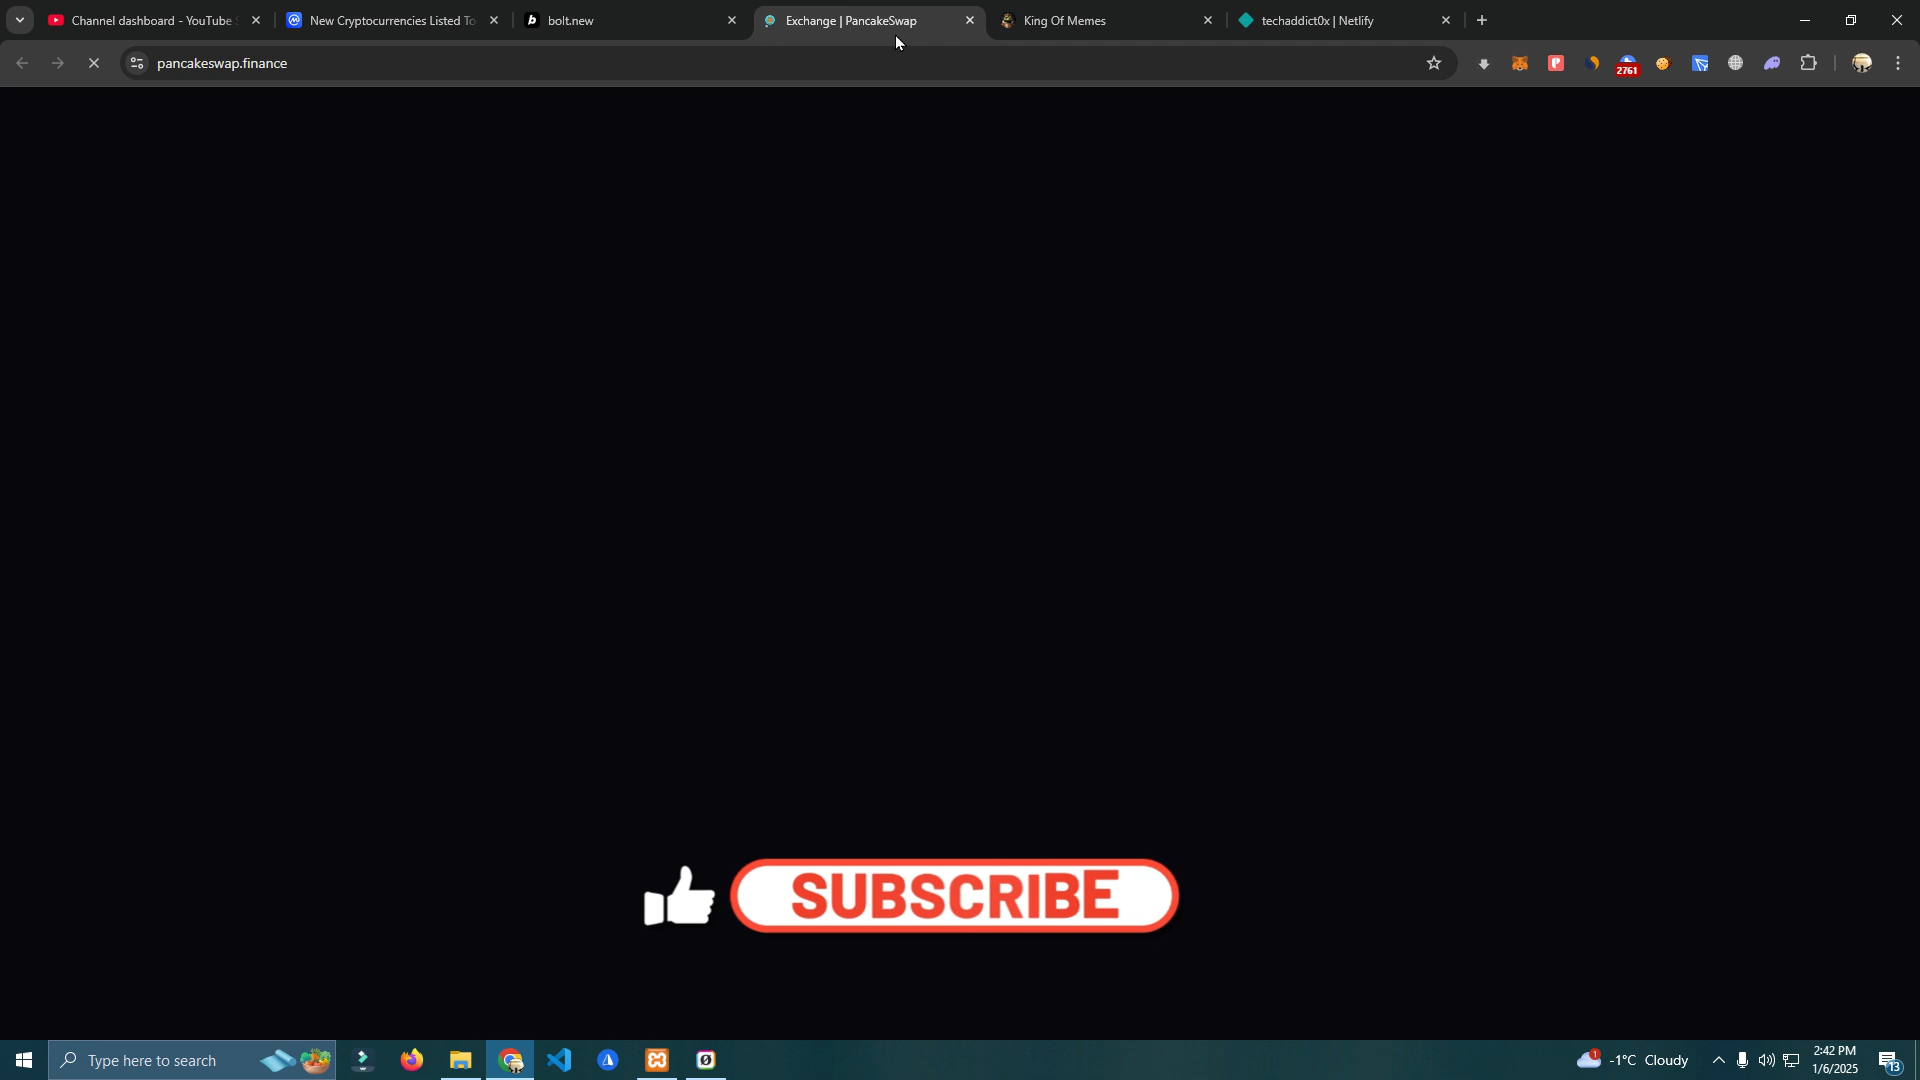 Channel dashboard - YouTube S
New Cryptocurrencies Listed To
bolt.new
Exchange | PancakeSwap
King Of Memes
techaddict0x | Netlify
pancakeswap.finance
2761
SUBSCRIBE
Type here to search
1
-1°C Cloudy
2:42 PM
1/6/2025
13